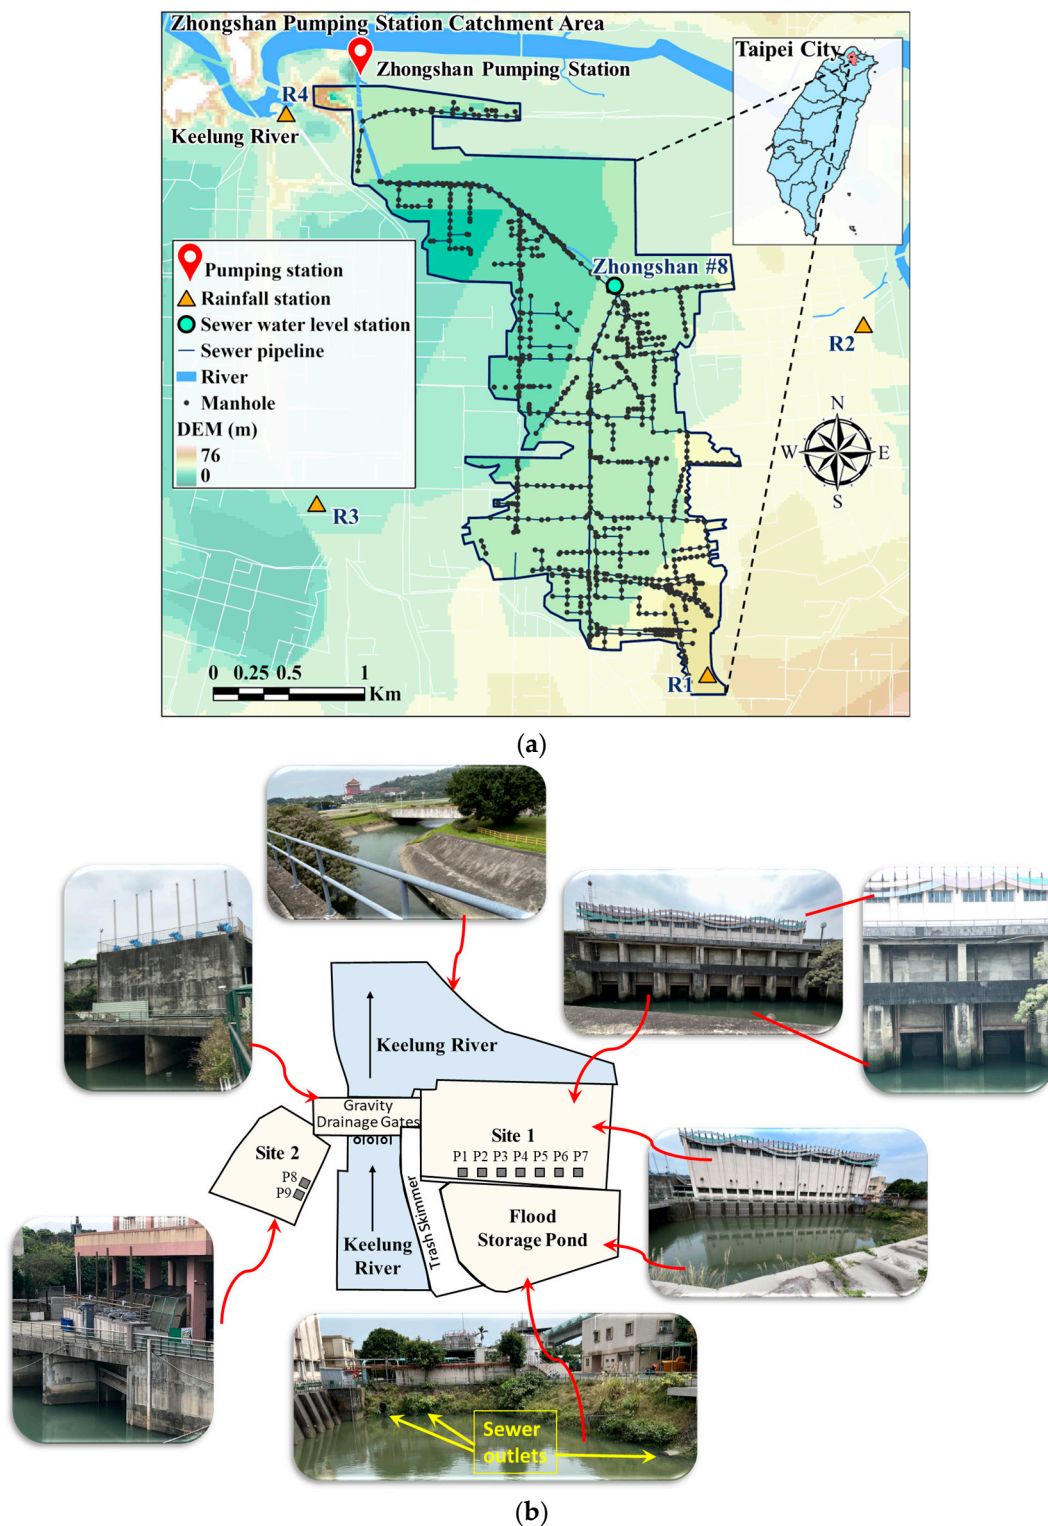 Zhongshan Pumping Station Catchment Area
Taipei City
Zhongshan Pumping Station
R4
Keelung River
Zhongshan #8
Pumping station
Rainfall station
Sewer water level station
Sewer pipeline
River
Manhole
DEM (m)
76
0
R2
N
W E
S
R3
R1
0 0.25 0.5 1
Km
(a)
Keelung River
Gravity
Drainage Gates
Site 1
P1 P2 P3 P4 P5 P6 P7
Site 2
P8
P9
Trash Skimmer
Keelung
River
Flood
Storage Pond
Sewer
outlets
(b)